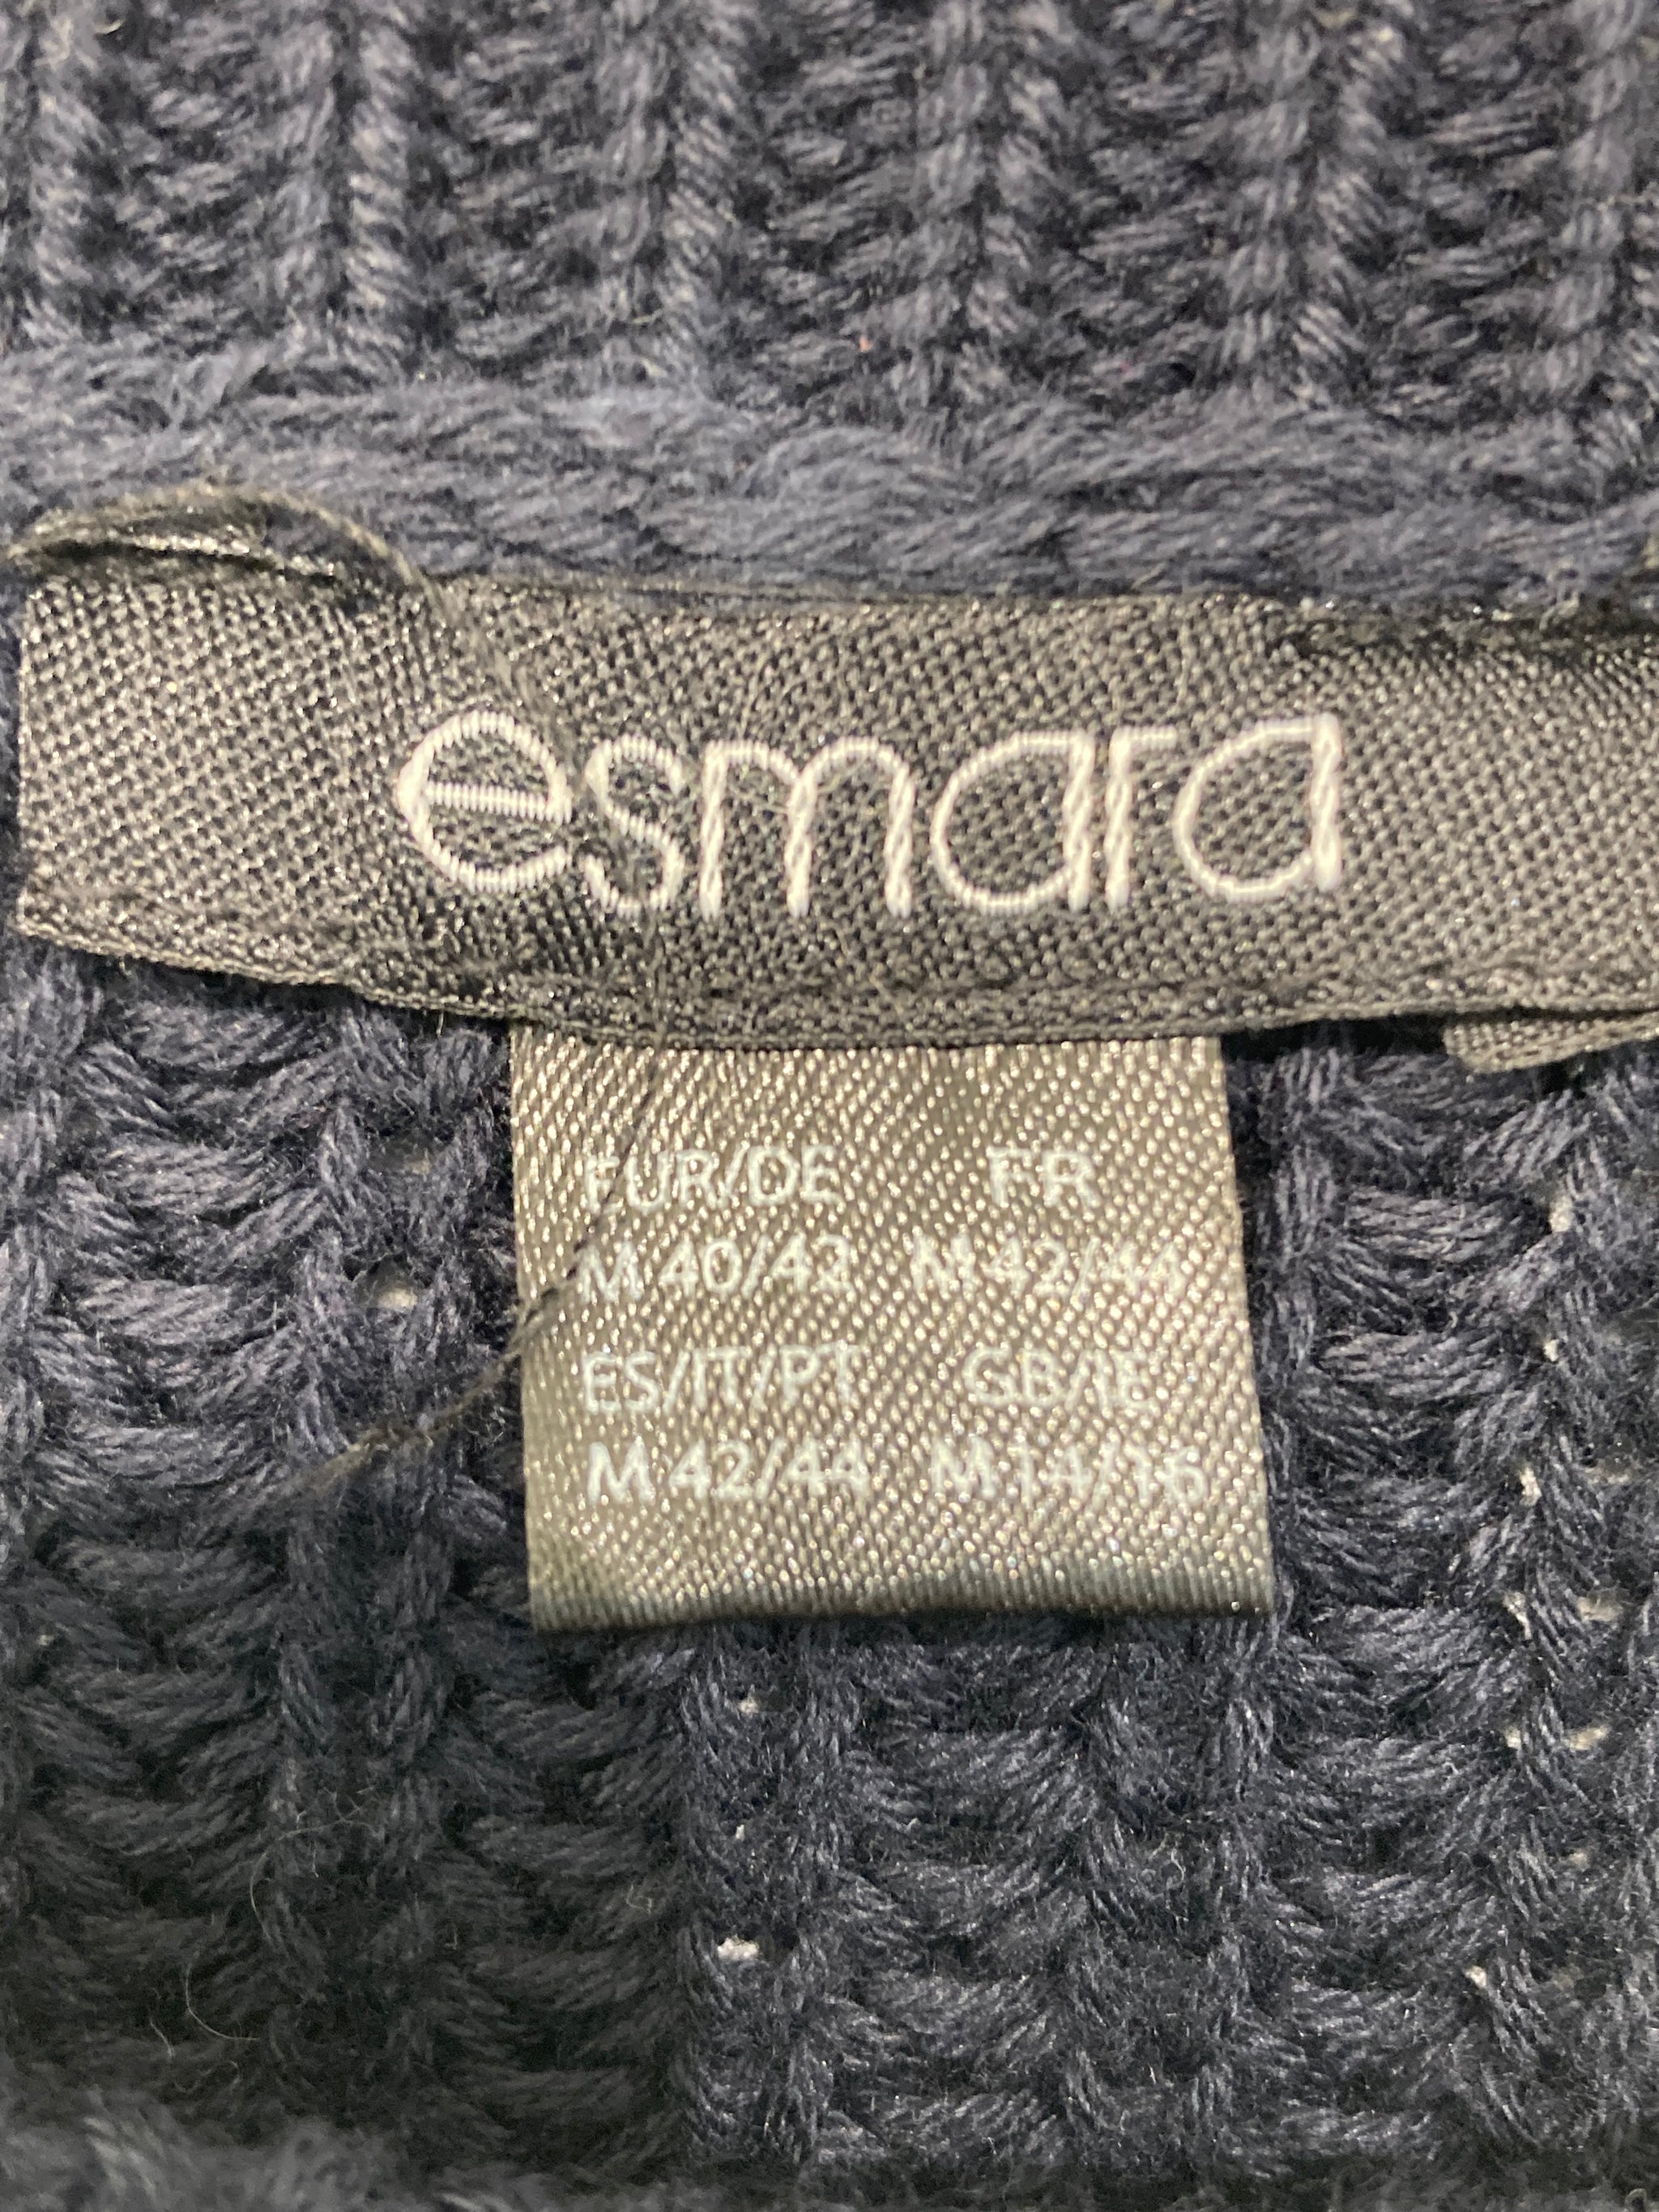 esmara
EUR/DE FR
M 40/42 M 42/44
ES/IT/PT GB/IE
M 42/44 M 14/16